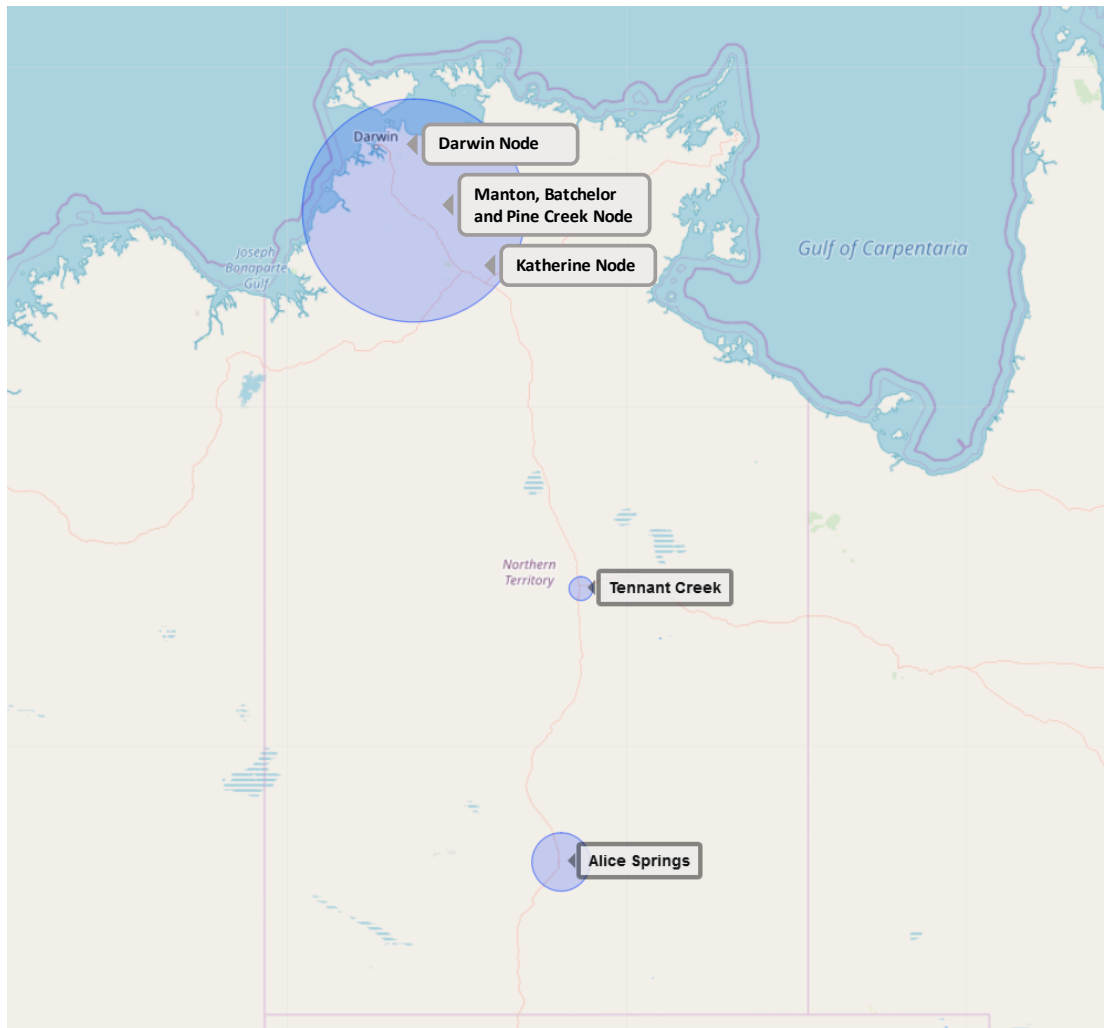 Darwin
Darwin Node
Manton, Batchelor
and Pine Creek Node
Joseph
Bonaparte
Gulf
Gulf of Carpentaria
Katherine Node
Northern
Territory
Tennant Creek
Alice Springs